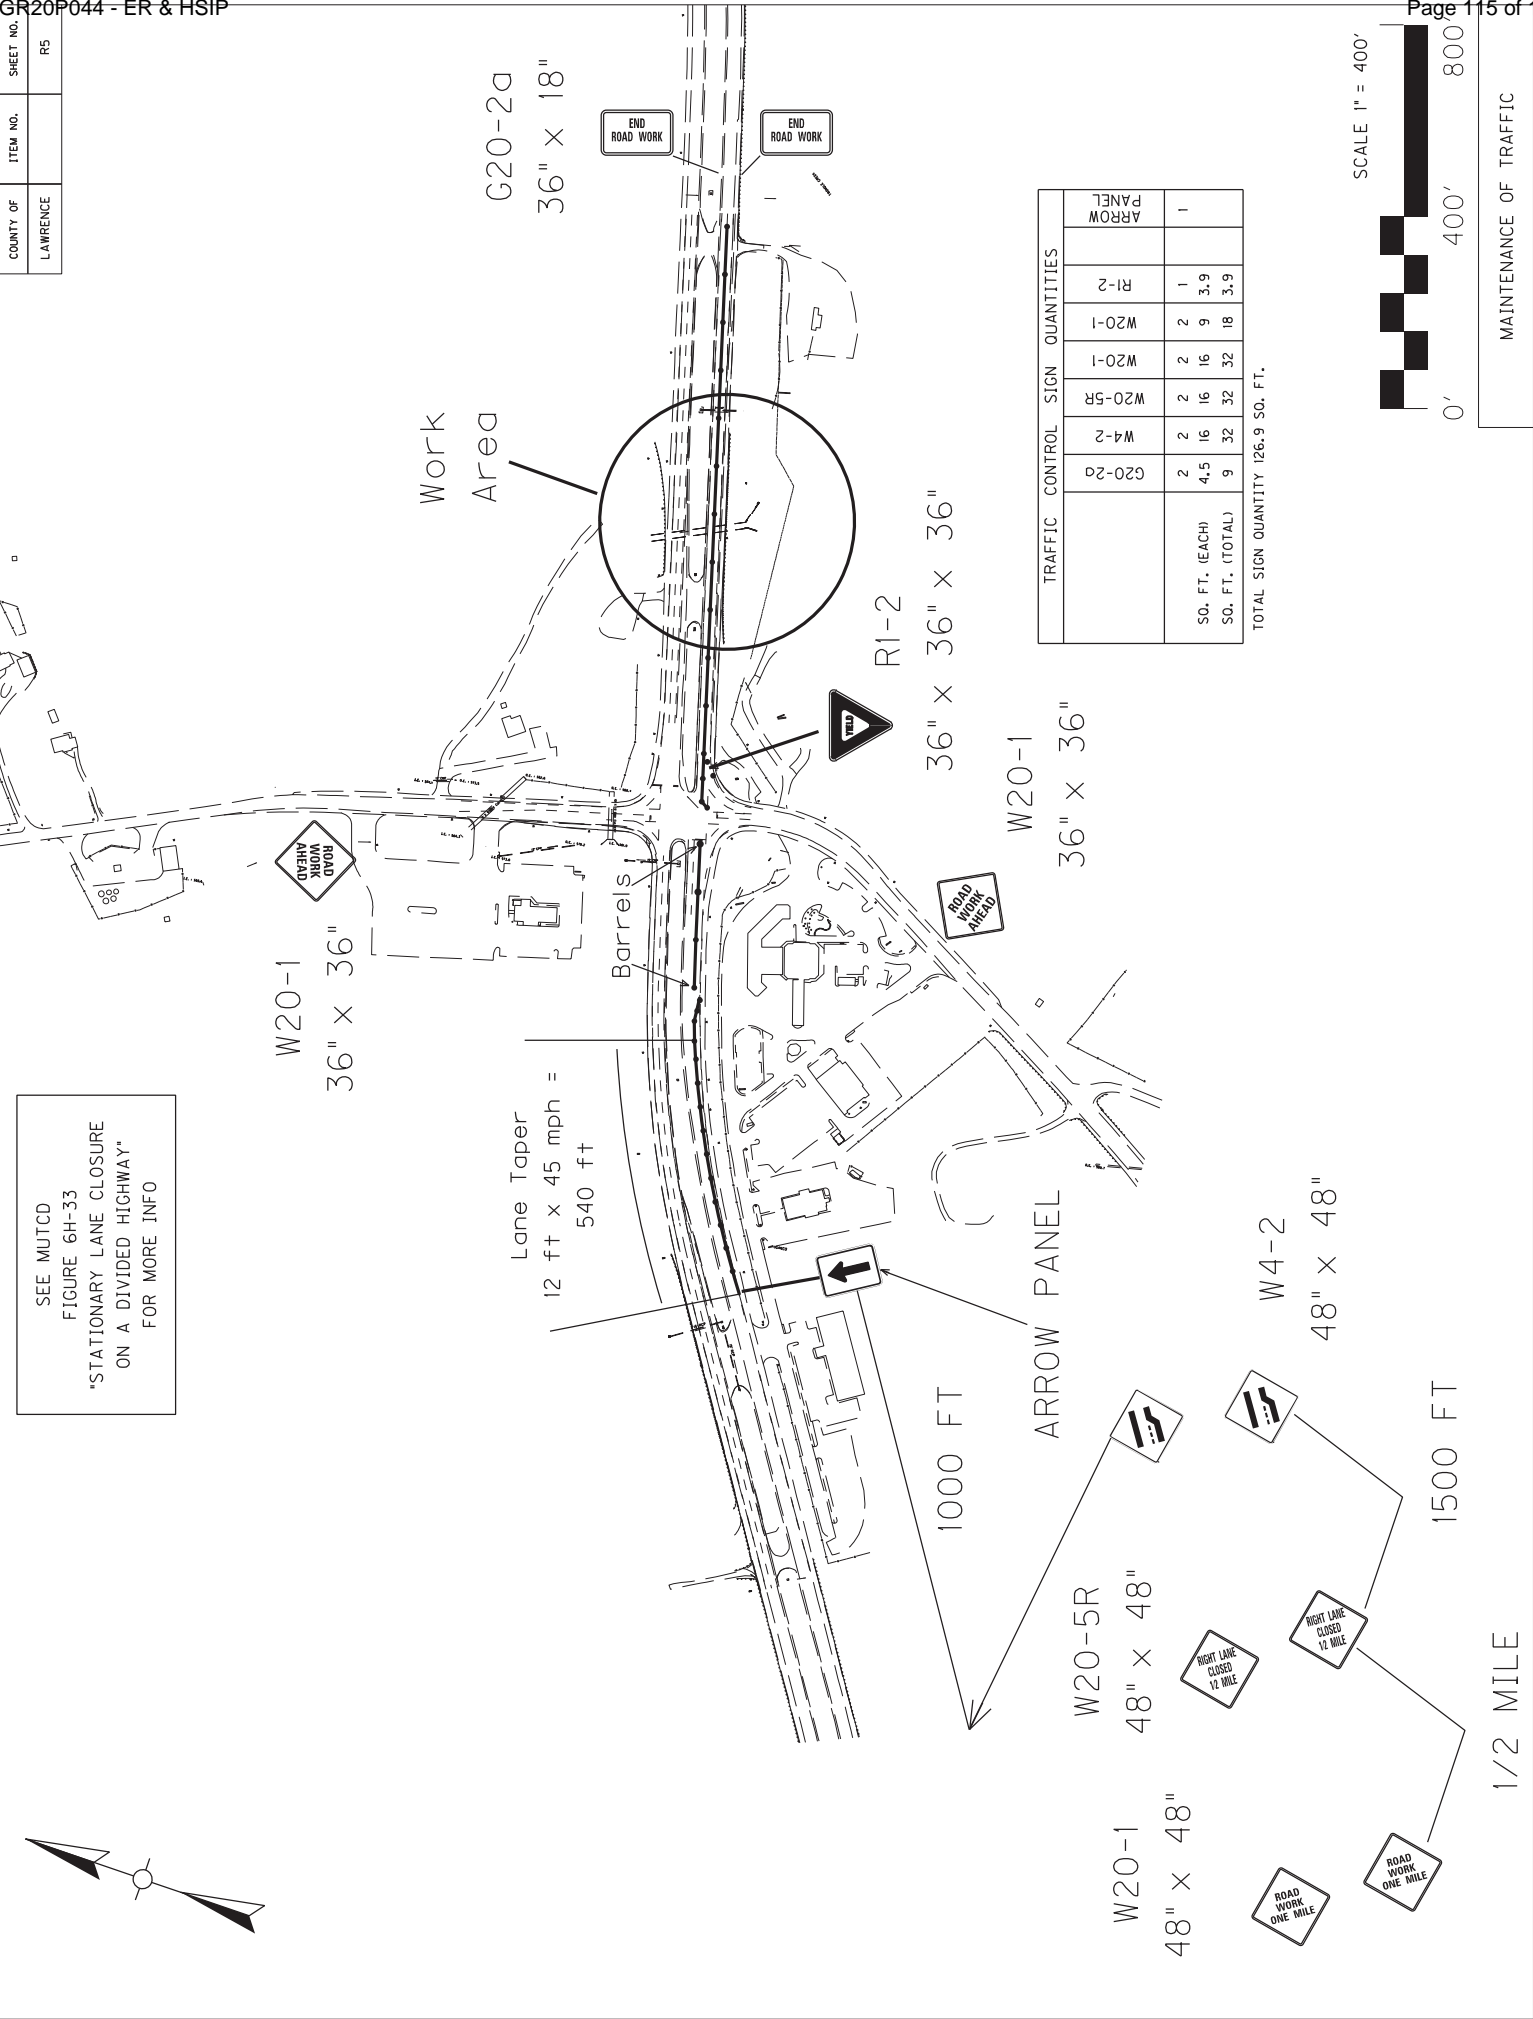 GR20P044 - ER & HSIP
Page 115 of 1
COUNTY OF
ITEM NO.
SHEET NO.
LAWRENCE
R5
SEE MUTCD
FIGURE 6H-33
"STATIONARY LANE CLOSURE
ON A DIVIDED HIGHWAY"
FOR MORE INFO
W20-1
36" x 36"
ROAD
WORK
AHEAD
Work
Area
G20-2a
36" x 18"
END
ROAD WORK
END
ROAD WORK
Barrels
Lane Taper
12 ft x 45 mph =
540 ft
YIELD
R1-2
36" x 36" x 36"
W20-1
36" x 36"
ROAD
WORK
AHEAD
ARROW PANEL
1000 FT
W4-2
48" x 48"
1500 FT
W20-5R
48" x 48"
RIGHT LANE
CLOSED
1/2 MILE
RIGHT LANE
CLOSED
1/2 MILE
1/2 MILE
W20-1
48" x 48"
ROAD
WORK
ONE MILE
ROAD
WORK
ONE MILE
TRAFFIC CONTROL SIGN QUANTITIES
G20-2a W4-2 W20-5R W20-1 W20-1 R1-2 ARROW PANEL
2 2 2 2 2 1 1
SQ. FT. (EACH) 4.5 16 16 16 9 3.9
SQ. FT. (TOTAL) 9 32 32 32 18 3.9
TOTAL SIGN QUANTITY 126.9 SQ. FT.
SCALE 1" = 400'
0' 400' 800'
MAINTENANCE OF TRAFFIC